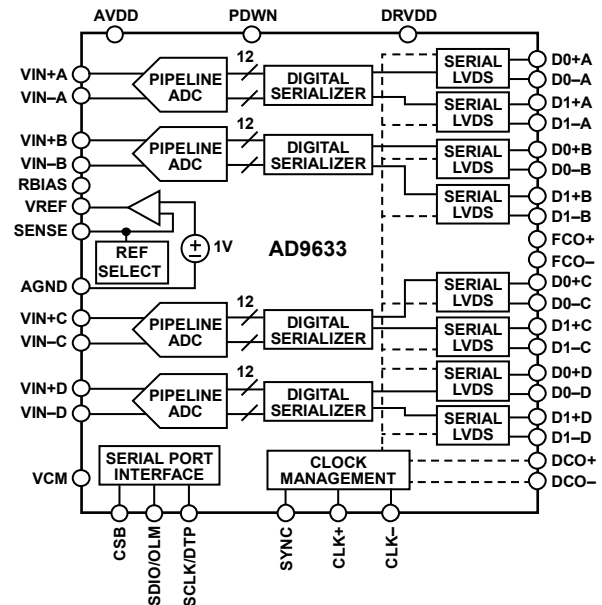 AVDD
PDWN
DRVDD
VIN+A
VIN–A
PIPELINE
ADC
12
DIGITAL
SERIALIZER
SERIAL
LVDS
D0+A
D0–A
SERIAL
LVDS
D1+A
D1–A
VIN+B
VIN–B
PIPELINE
ADC
12
DIGITAL
SERIALIZER
SERIAL
LVDS
D0+B
D0–B
SERIAL
LVDS
D1+B
D1–B
RBIAS
VREF
SENSE
REF
SELECT
1V
AD9633
FCO+
FCO–
AGND
VIN+C
VIN–C
PIPELINE
ADC
12
DIGITAL
SERIALIZER
SERIAL
LVDS
D0+C
D0–C
SERIAL
LVDS
D1+C
D1–C
VIN+D
VIN–D
PIPELINE
ADC
12
DIGITAL
SERIALIZER
SERIAL
LVDS
D0+D
D0–D
SERIAL
LVDS
D1+D
D1–D
VCM
SERIAL PORT
INTERFACE
CLOCK
MANAGEMENT
DCO+
DCO–
CSB
SDIO/OLM
SCLK/DTP
SYNC
CLK+
CLK–